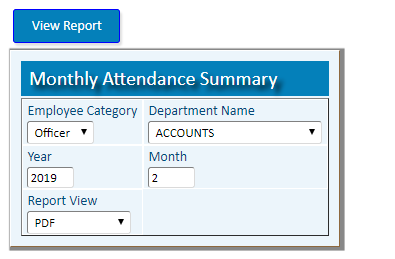 View Report
Monthly Attendance Summary
Employee Category Department Name
Officer ACCOUNTS
Year Month
2019 2
Report View
PDF